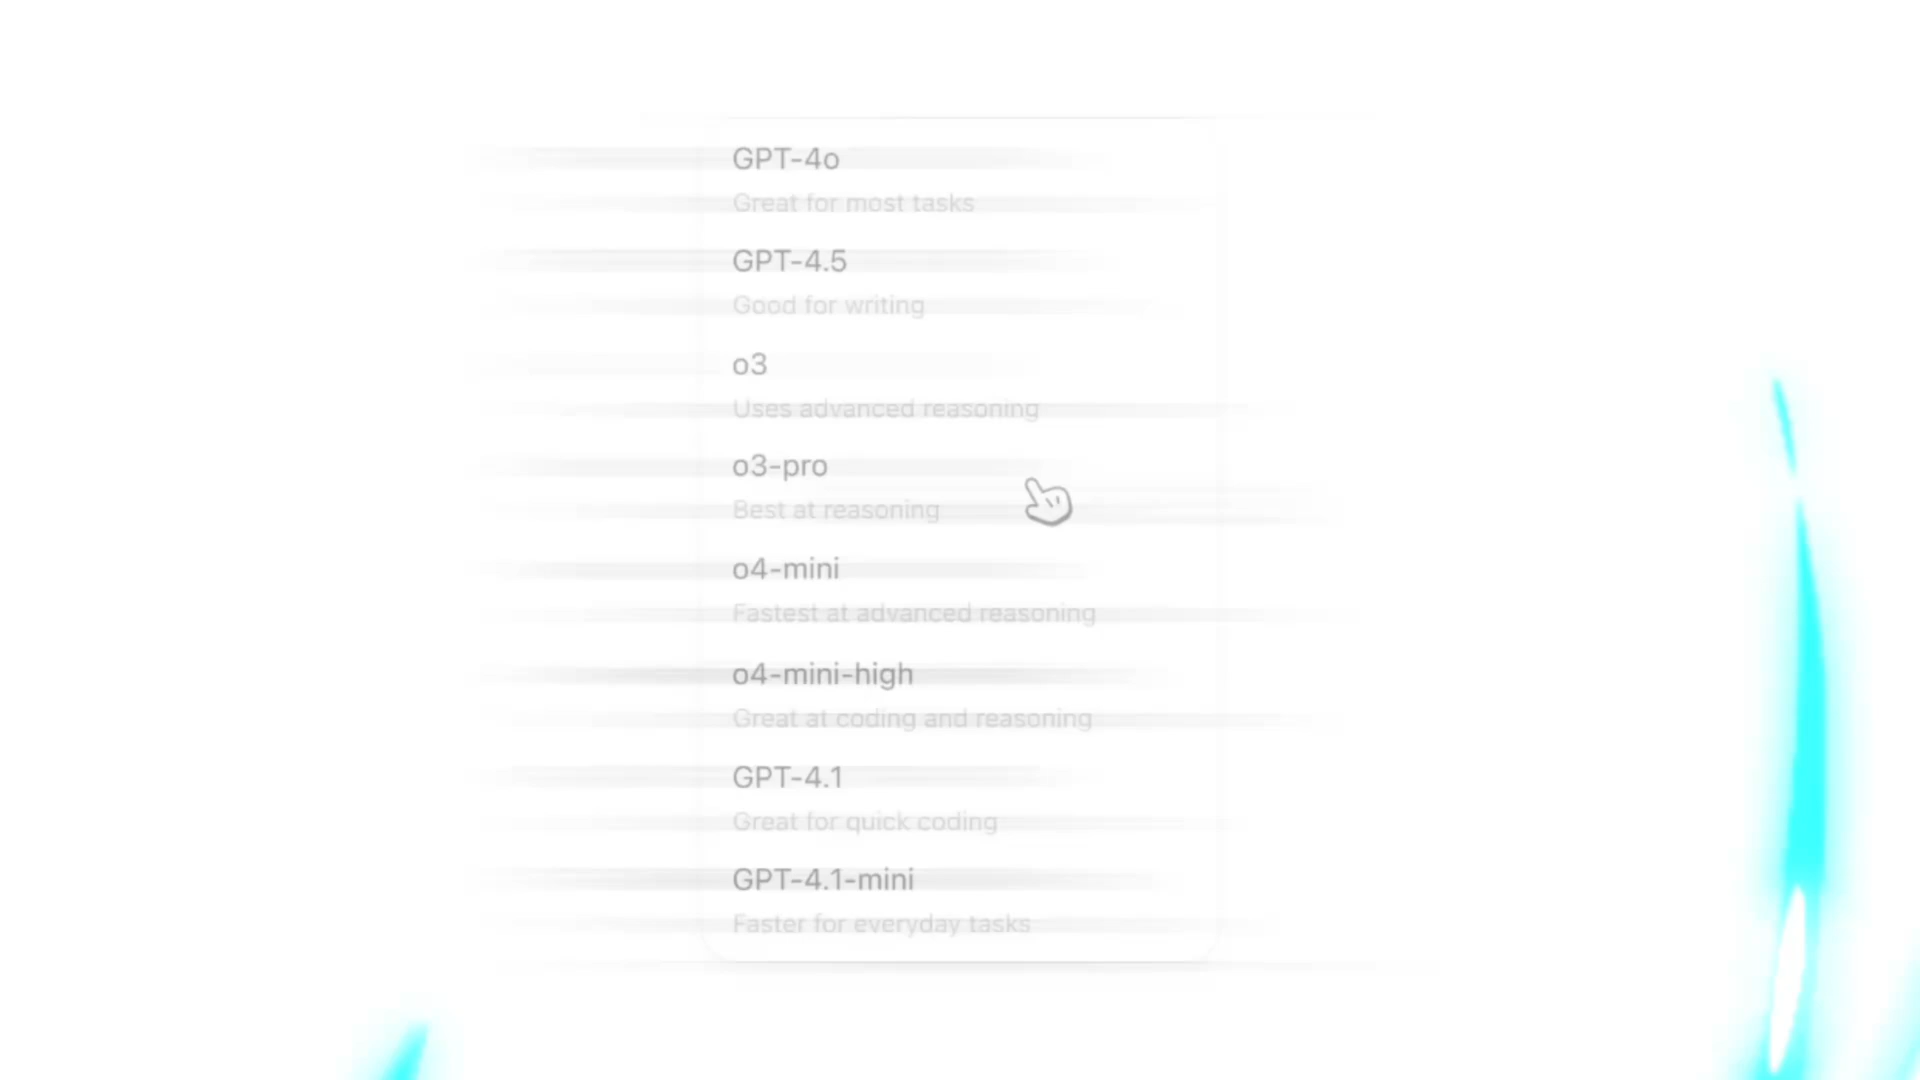 GPT-4o
Great for most tasks
GPT-4.5
Good for writing
o3
Uses advanced reasoning
o3-pro
Best at reasoning
o4-mini
Fastest at advanced reasoning
o4-mini-high
Great at coding and reasoning
GPT-4.1
Great for quick coding
GPT-4.1-mini
Faster for everyday tasks